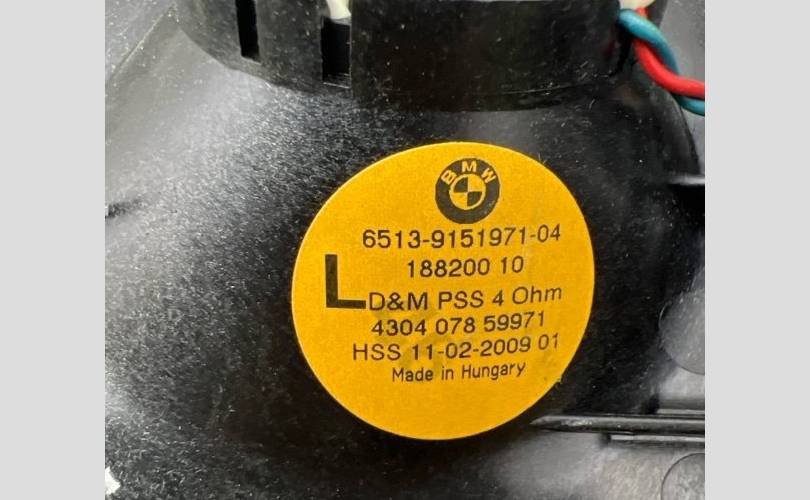 BMW
6513-9151971-04
188200 10
L D&M PSS 4 Ohm
4304 078 59971
HSS 11-02-2009 01
Made in Hungary